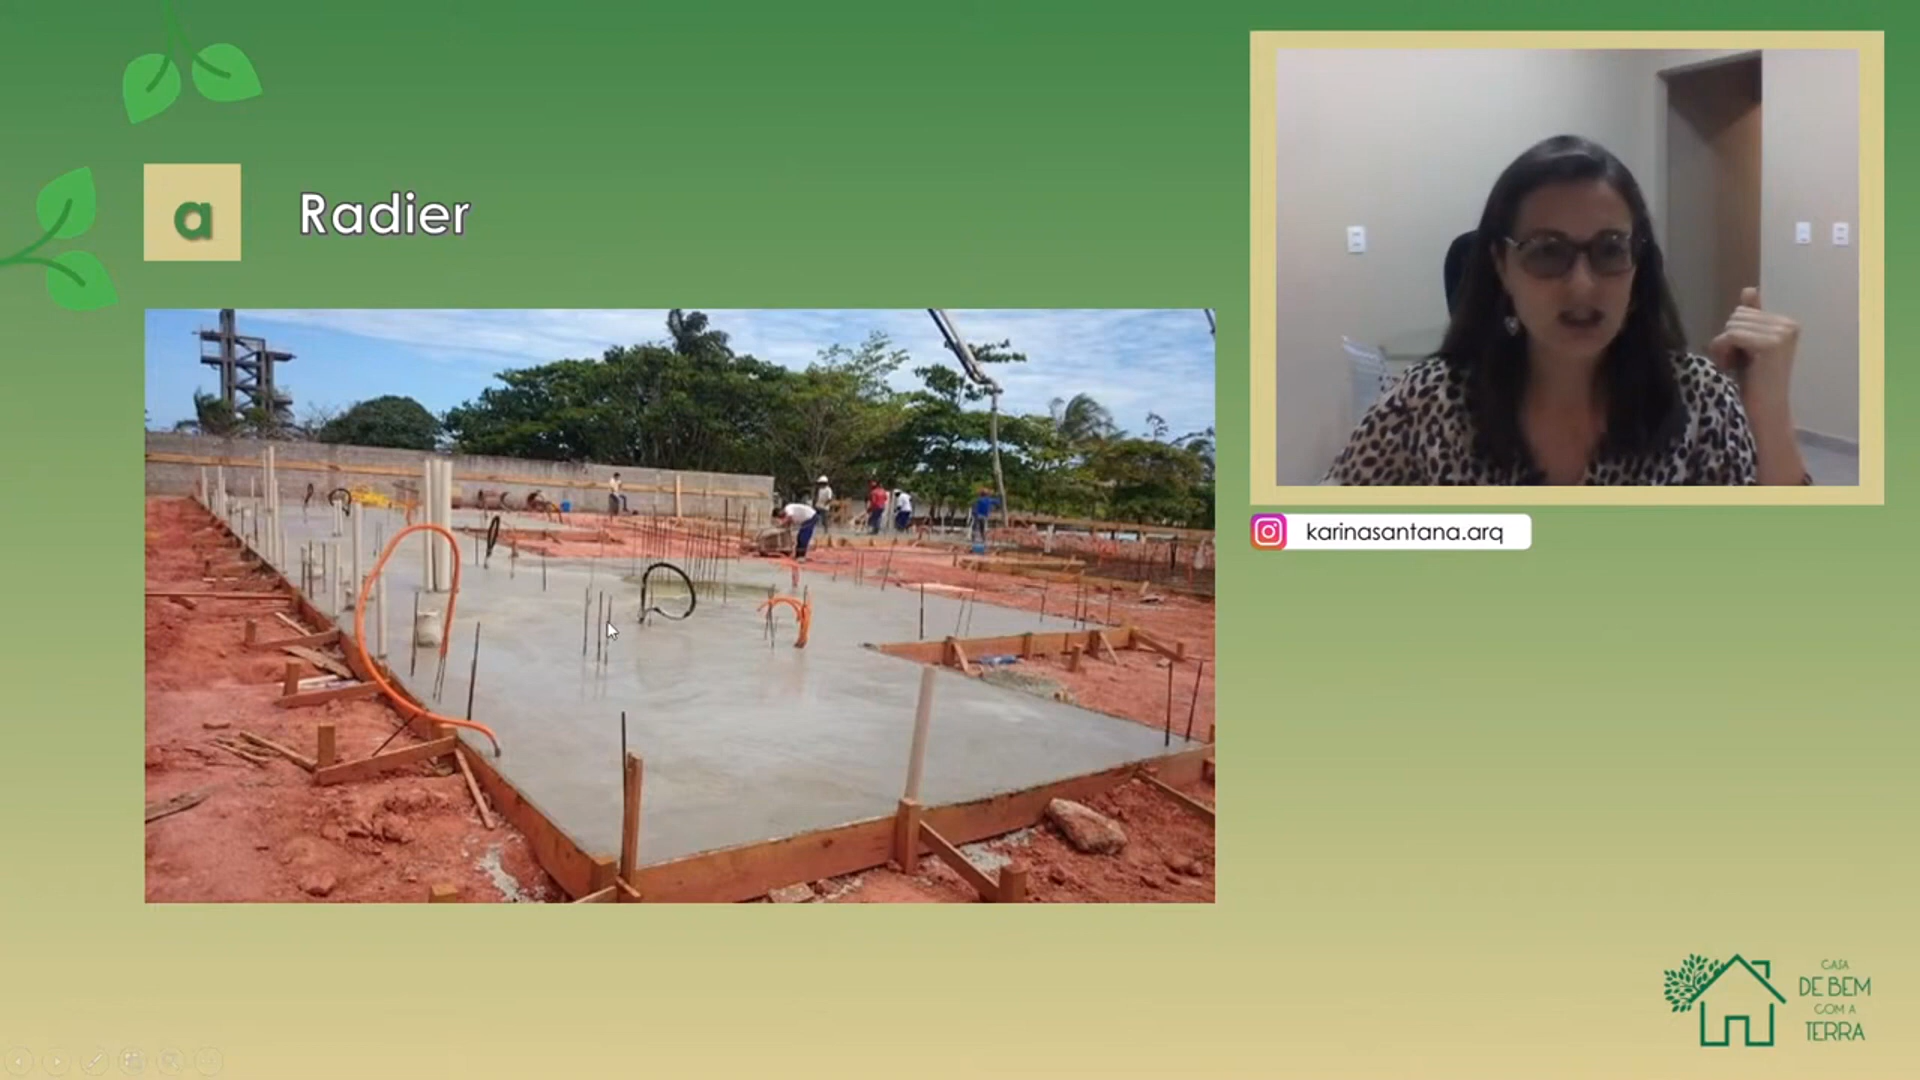 a
Radier
karinasantana.arq
CASA
DE BEM
COM A
TERRA